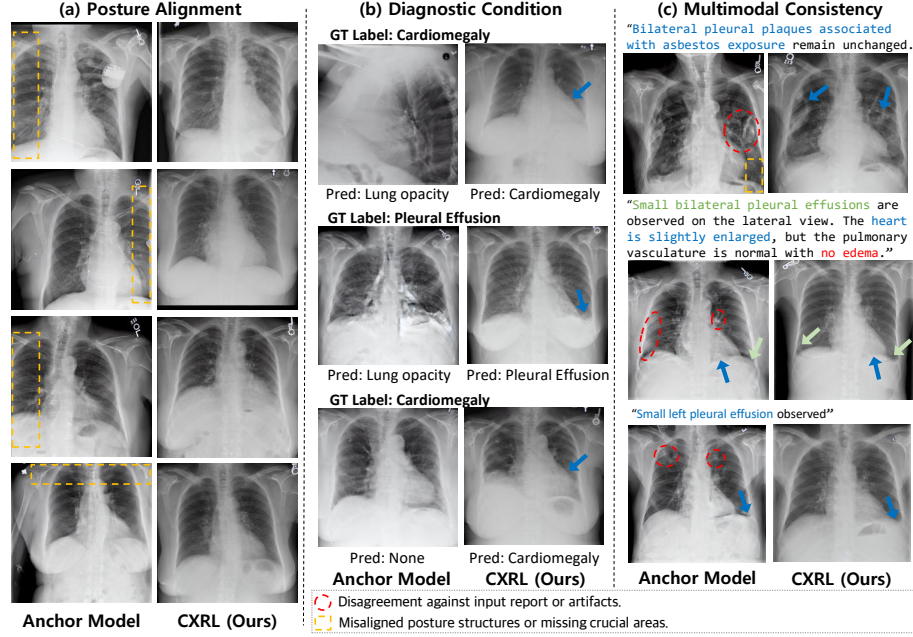 (a) Posture Alignment
Anchor Model
CXRL (Ours)
(b) Diagnostic Condition
GT Label: Cardiomegaly
Pred: Lung opacity
Pred: Cardiomegaly
GT Label: Pleural Effusion
Pred: Lung opacity
Pred: Pleural Effusion
GT Label: Cardiomegaly
Pred: None
Pred: Cardiomegaly
Anchor Model
CXRL (Ours)
(c) Multimodal Consistency
“Bilateral pleural plaques associated
with asbestos exposure remain unchanged.
“Small bilateral pleural effusions are
observed on the lateral view. The heart
is slightly enlarged, but the pulmonary
vasculature is normal with no edema.”
“Small left pleural effusion observed”
Anchor Model
CXRL (Ours)
Disagreement against input report or artifacts.
Misaligned posture structures or missing crucial areas.